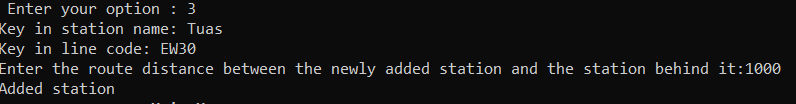 Enter your option : 3
Key in station name: Tuas
Key in line code: EW30
Enter the route distance between the newly added station and the station behind it:1000
Added station